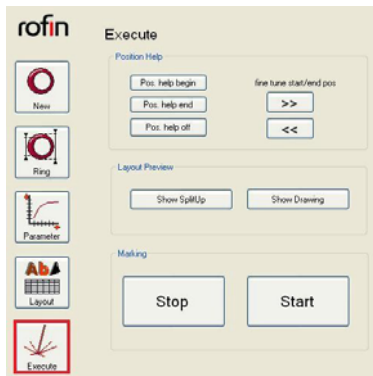 rofin
Execute
Position Help
New
Pos. help begin
fine tune start/end pos
Pos. help end
>>
Pos. help off
<<
Ring
Layout Preview
Show SplitUp
Show Drawing
Parameter
Marking
AbA
Layout
Stop
Start
Execute